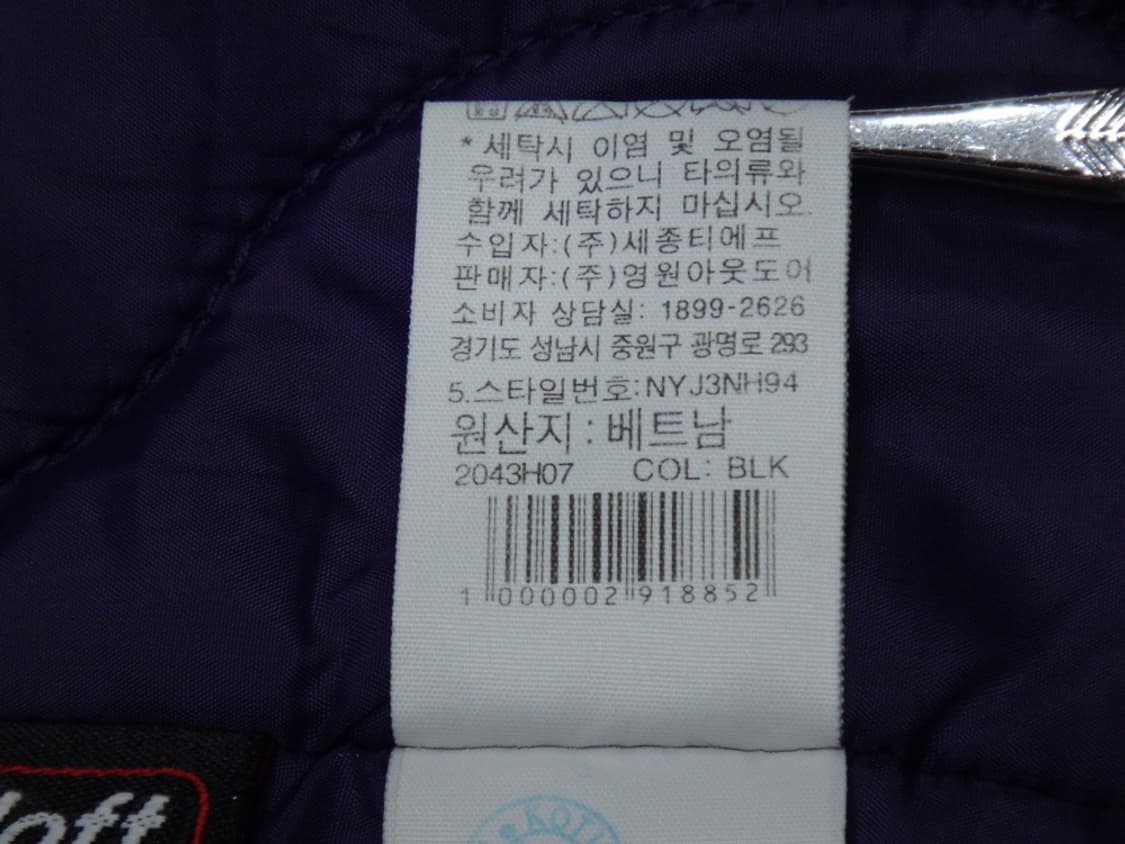 * 세탁시 이염 및 오염될
우려가 있으니 타의류와
함께 세탁하지 마십시오.
수입자:(주)세종티에프
판매자:(주)영원아웃도어
소비자 상담실: 1899-2626
경기도 성남시 중원구 광명로 293
5.스타일번호:NYJ3NH94
원산지 : 베트남
2043H07 COL: BLK
1 000002 918852
loft